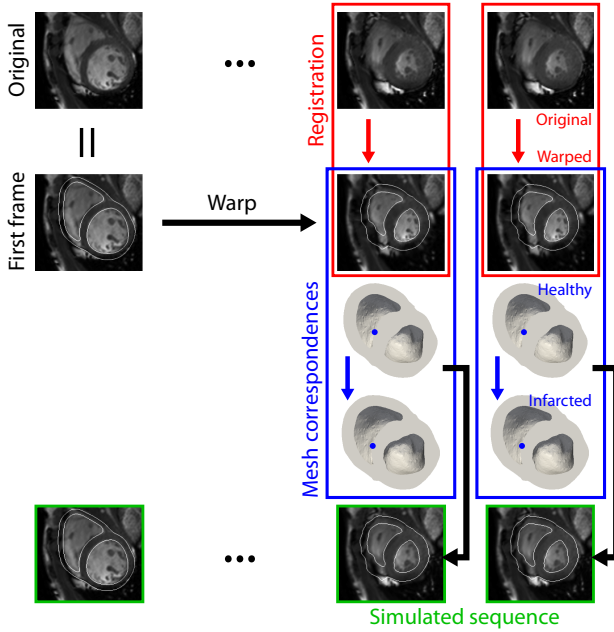 Original
...
Registration
Original
Warped
First frame
Warp
Mesh correspondences
Healthy
Infarcted
...
Simulated sequence